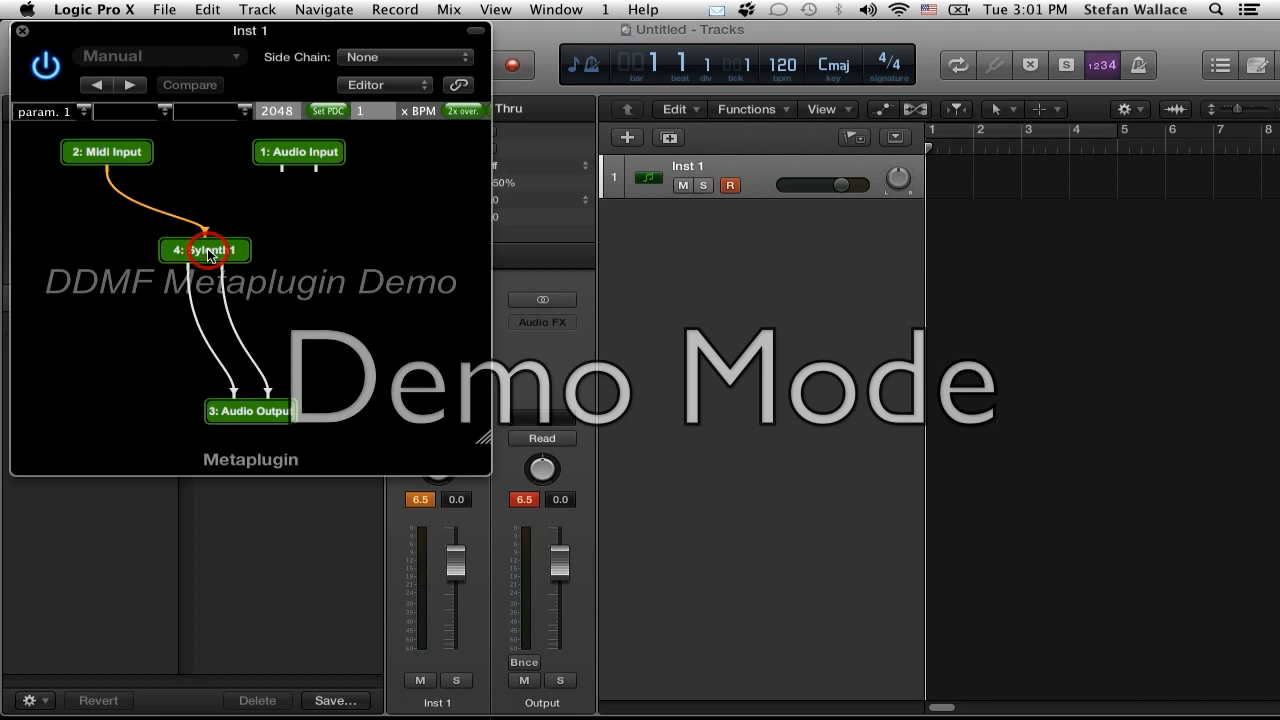 Logic Pro X File Edit Track Navigate Record Mix View Window 1 Help Tue 3:01 PM Stefan Wallace
Inst 1
Untitled - Tracks
Manual
Side Chain: None
Compare
Editor
1 1 1 1 120 Cmaj 4/4
bar beat div tick bpm key signature
S 1234
param. 1 2048 Set PDC 1 x BPM 2x over.
Thru
Edit Functions View
2: Midi Input
1: Audio Input
1 2 3 4 5 6 7 8
1 Inst 1
M S R
L R
50%
0
0
4: Sylenth1
DDMF Metaplugin Demo
Audio FX
Demo Mode
3: Audio Output
Read
Metaplugin
6.5 0.0 6.5 0.0
Bnce
M S M S
Revert Delete Save...
Inst 1 Output